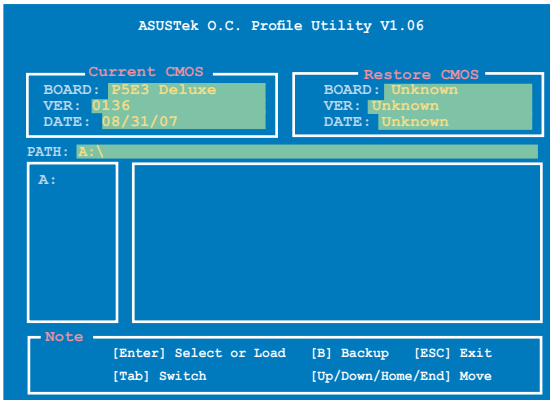 ASUSTek O.C. Profile Utility V1.06
Current CMOS
BOARD: P5E3 Deluxe
VER: 0136
DATE: 08/31/07
Restore CMOS
BOARD: Unknown
VER: Unknown
DATE: Unknown
PATH: A:\
A:
Note
[Enter] Select or Load [B] Backup [ESC] Exit
[Tab] Switch [Up/Down/Home/End] Move